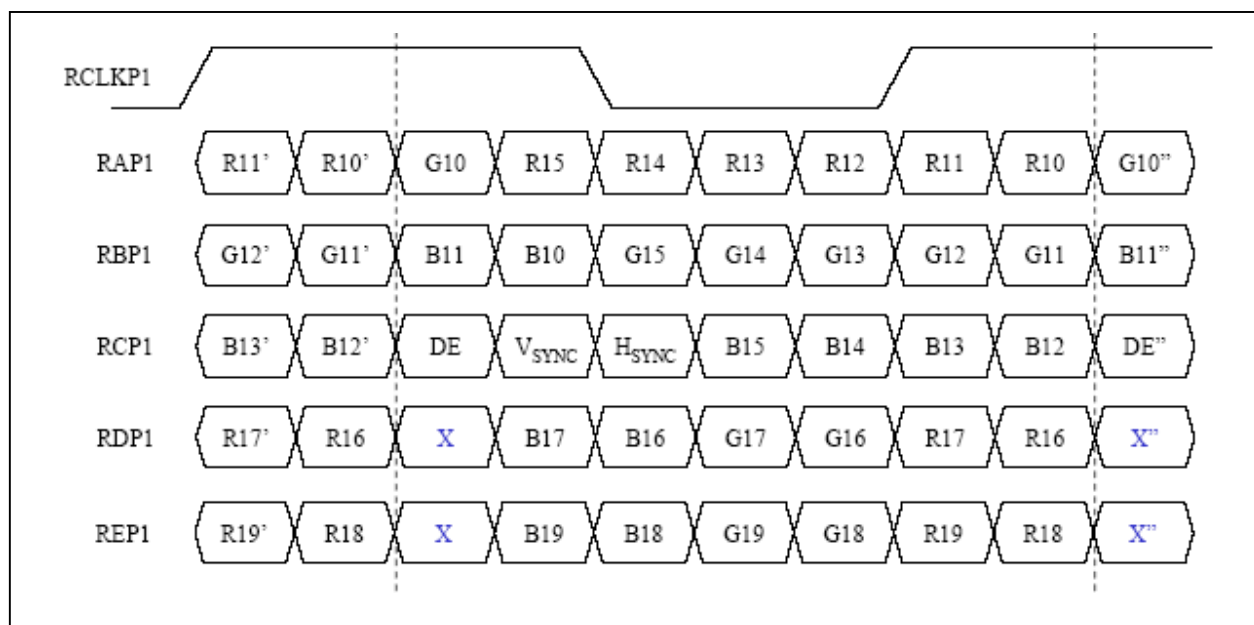 RCLKP1
RAP1 R11’ R10’ G10 R15 R14 R13 R12 R11 R10 G10”
RBP1 G12’ G11’ B11 B10 G15 G14 G13 G12 G11 B11”
RCP1 B13’ B12’ DE VSYNC HSYNC B15 B14 B13 B12 DE”
RDP1 R17’ R16 X B17 B16 G17 G16 R17 R16 X”
REP1 R19’ R18 X B19 B18 G19 G18 R19 R18 X”